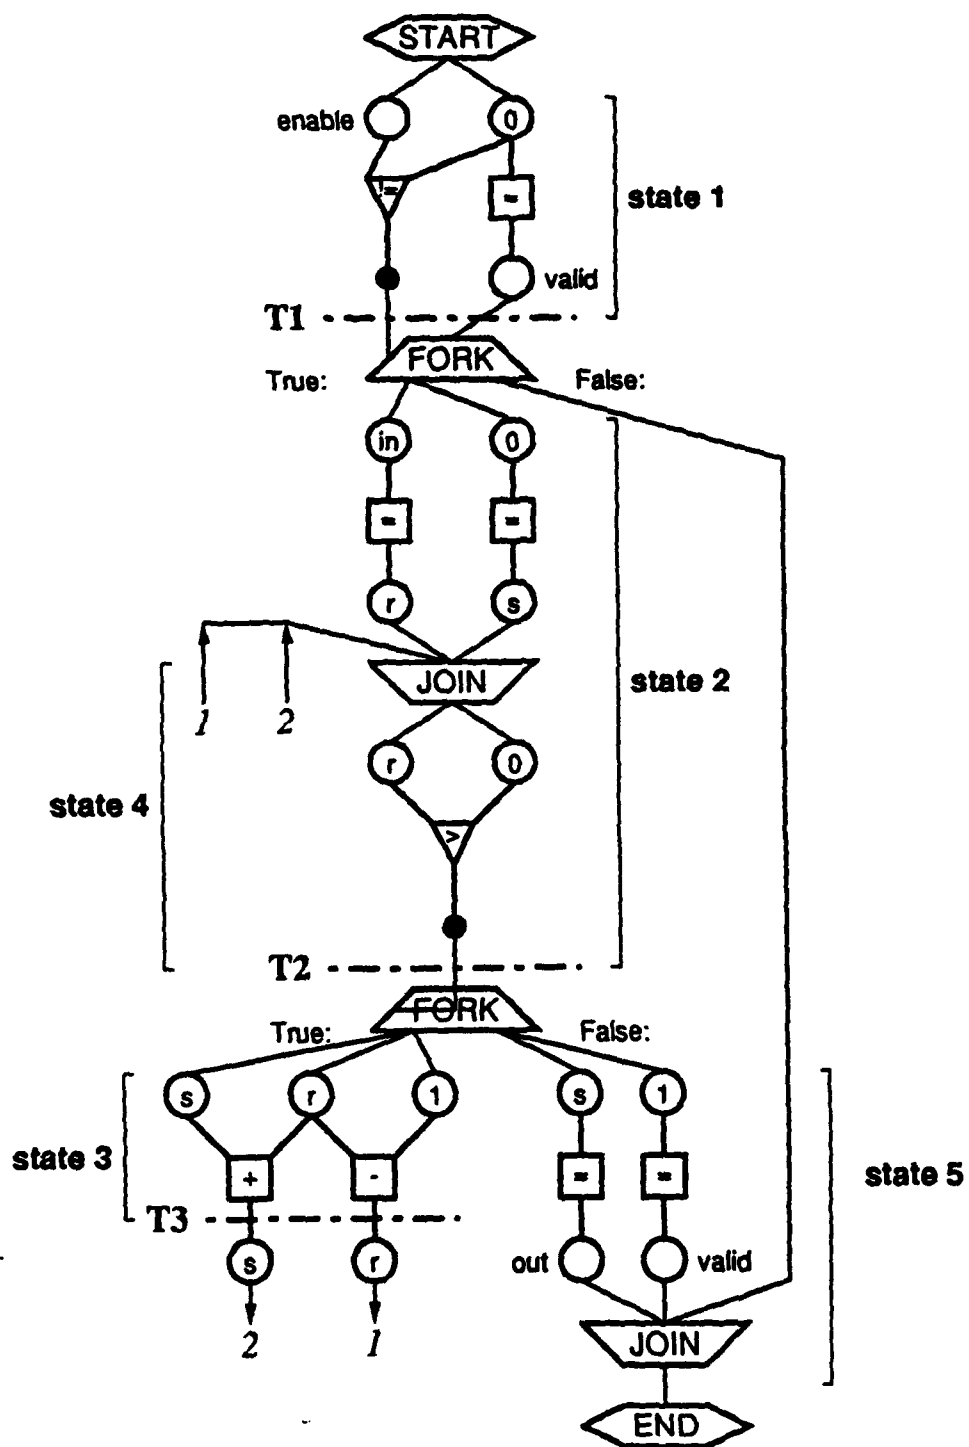 START
enable
0
!=
=
state 1
valid
T1
FORK
True:
False:
in
0
=
=
r
s
JOIN
state 2
1
2
r
0
state 4
>
T2
FORK
True:
False:
s
r
1
s
1
state 3
+
-
=
=
state 5
T3
s
r
out
valid
2
1
JOIN
END